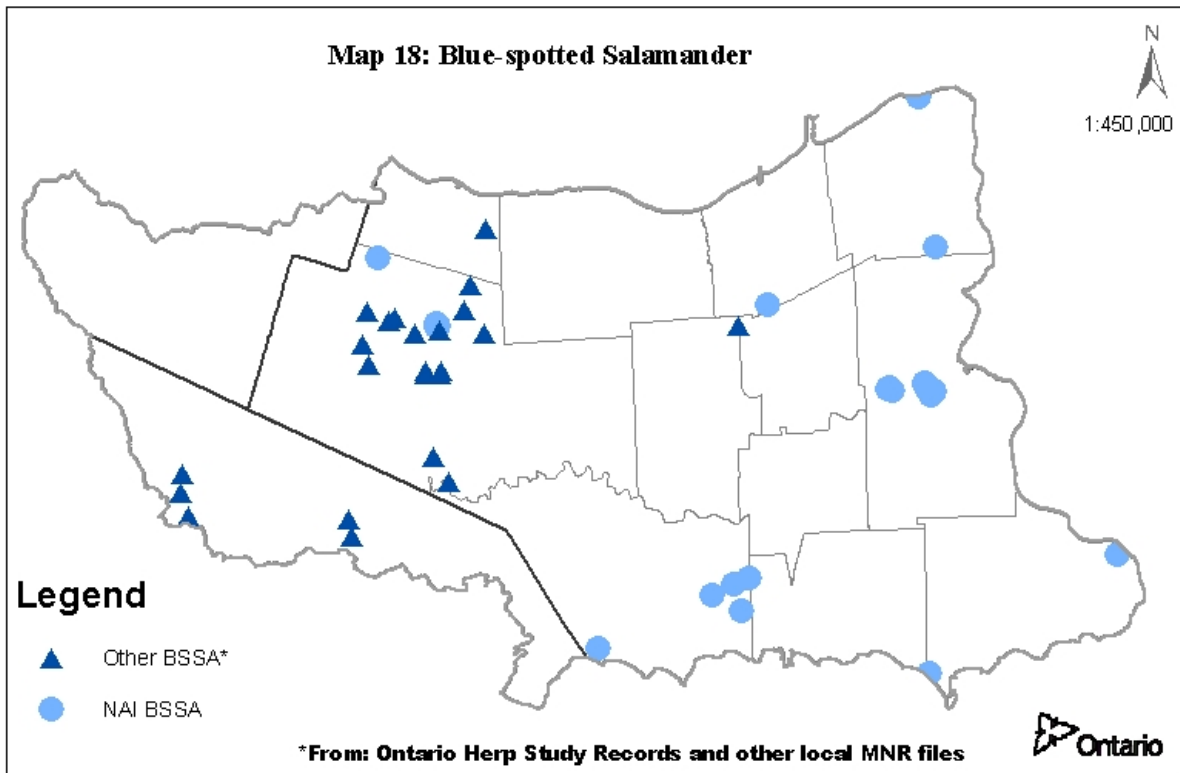 Map 18: Blue-spotted Salamander
N
1:450,000
Legend
Other BSSA*
NAI BSSA
*From: Ontario Herp Study Records and other local MNR files
Ontario